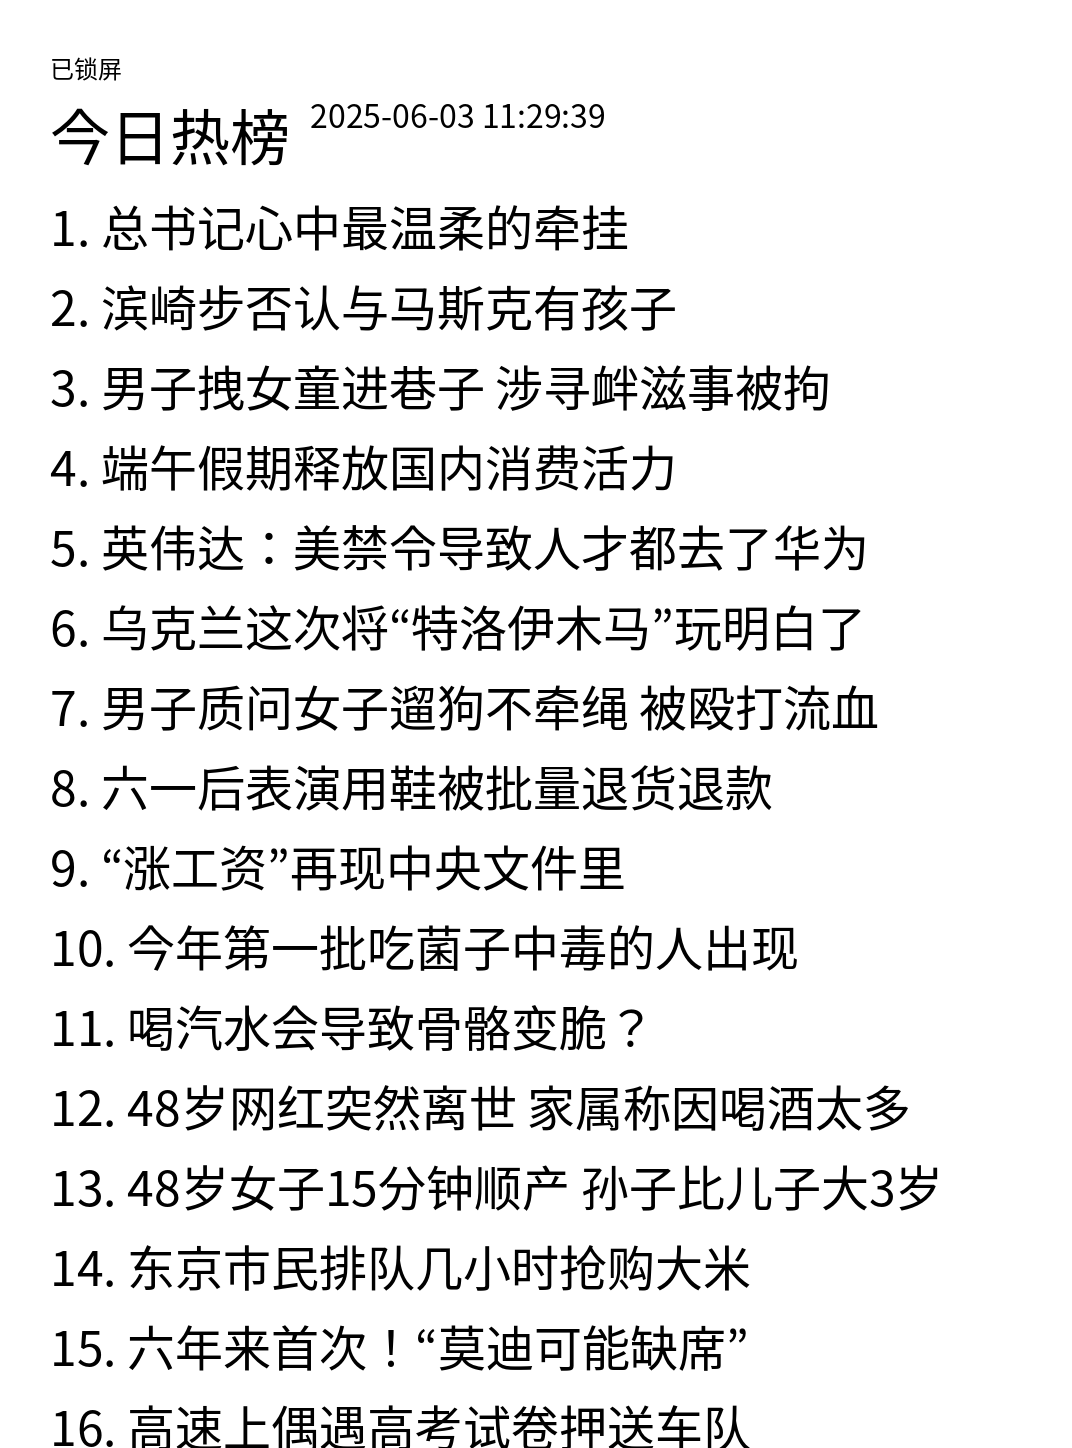 已锁屏
今日热榜 2025-06-03 11:29:39
1. 总书记心中最温柔的牵挂
2. 滨崎步否认与马斯克有孩子
3. 男子拽女童进巷子 涉寻衅滋事被拘
4. 端午假期释放国内消费活力
5. 英伟达：美禁令导致人才都去了华为
6. 乌克兰这次将“特洛伊木马”玩明白了
7. 男子质问女子遛狗不牵绳 被殴打流血
8. 六一后表演用鞋被批量退货退款
9. “涨工资”再现中央文件里
10. 今年第一批吃菌子中毒的人出现
11. 喝汽水会导致骨骼变脆？
12. 48岁网红突然离世 家属称因喝酒太多
13. 48岁女子15分钟顺产 孙子比儿子大3岁
14. 东京市民排队几小时抢购大米
15. 六年来首次！“莫迪可能缺席”
16. 高速上偶遇高考试卷押送车队